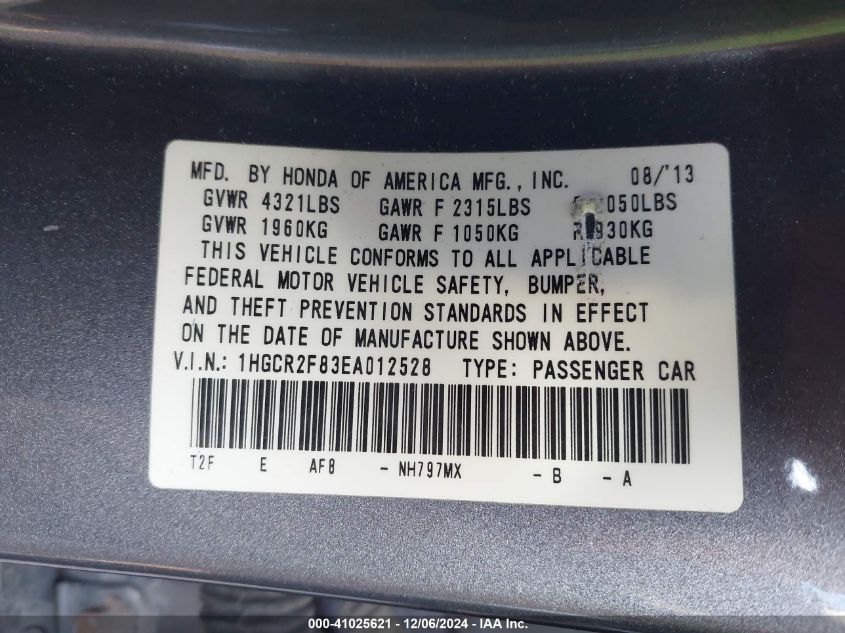 MFD. BY HONDA OF AMERICA MFG., INC. 08/'13
GVWR 4321LBS GAWR F 2315LBS 050LBS
GVWR 1960KG GAWR F 1050KG R 930KG
THIS VEHICLE CONFORMS TO ALL APPLICABLE
FEDERAL MOTOR VEHICLE SAFETY, BUMPER,
AND THEFT PREVENTION STANDARDS IN EFFECT
ON THE DATE OF MANUFACTURE SHOWN ABOVE.
V.I.N.: 1HGCR2F83EA012528 TYPE: PASSENGER CAR
T2F E AF8 - NH797MX - B - A
000-41025621 - 12/06/2024 - IAA Inc.